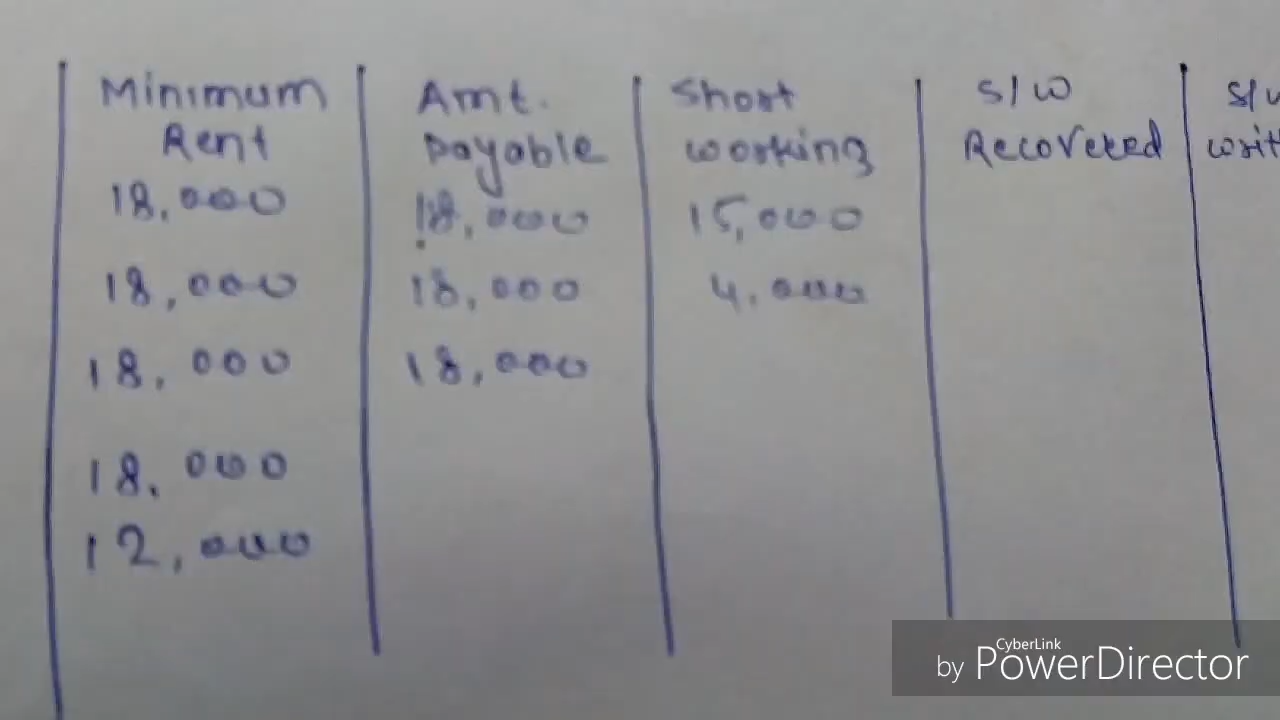 Minimum Rent
Amt. payable
Short working
S/W Recovered
18,000 18,000 15,000
18,000 18,000 4,000
18,000 18,000
18,000
12,000
CyberLink
by PowerDirector